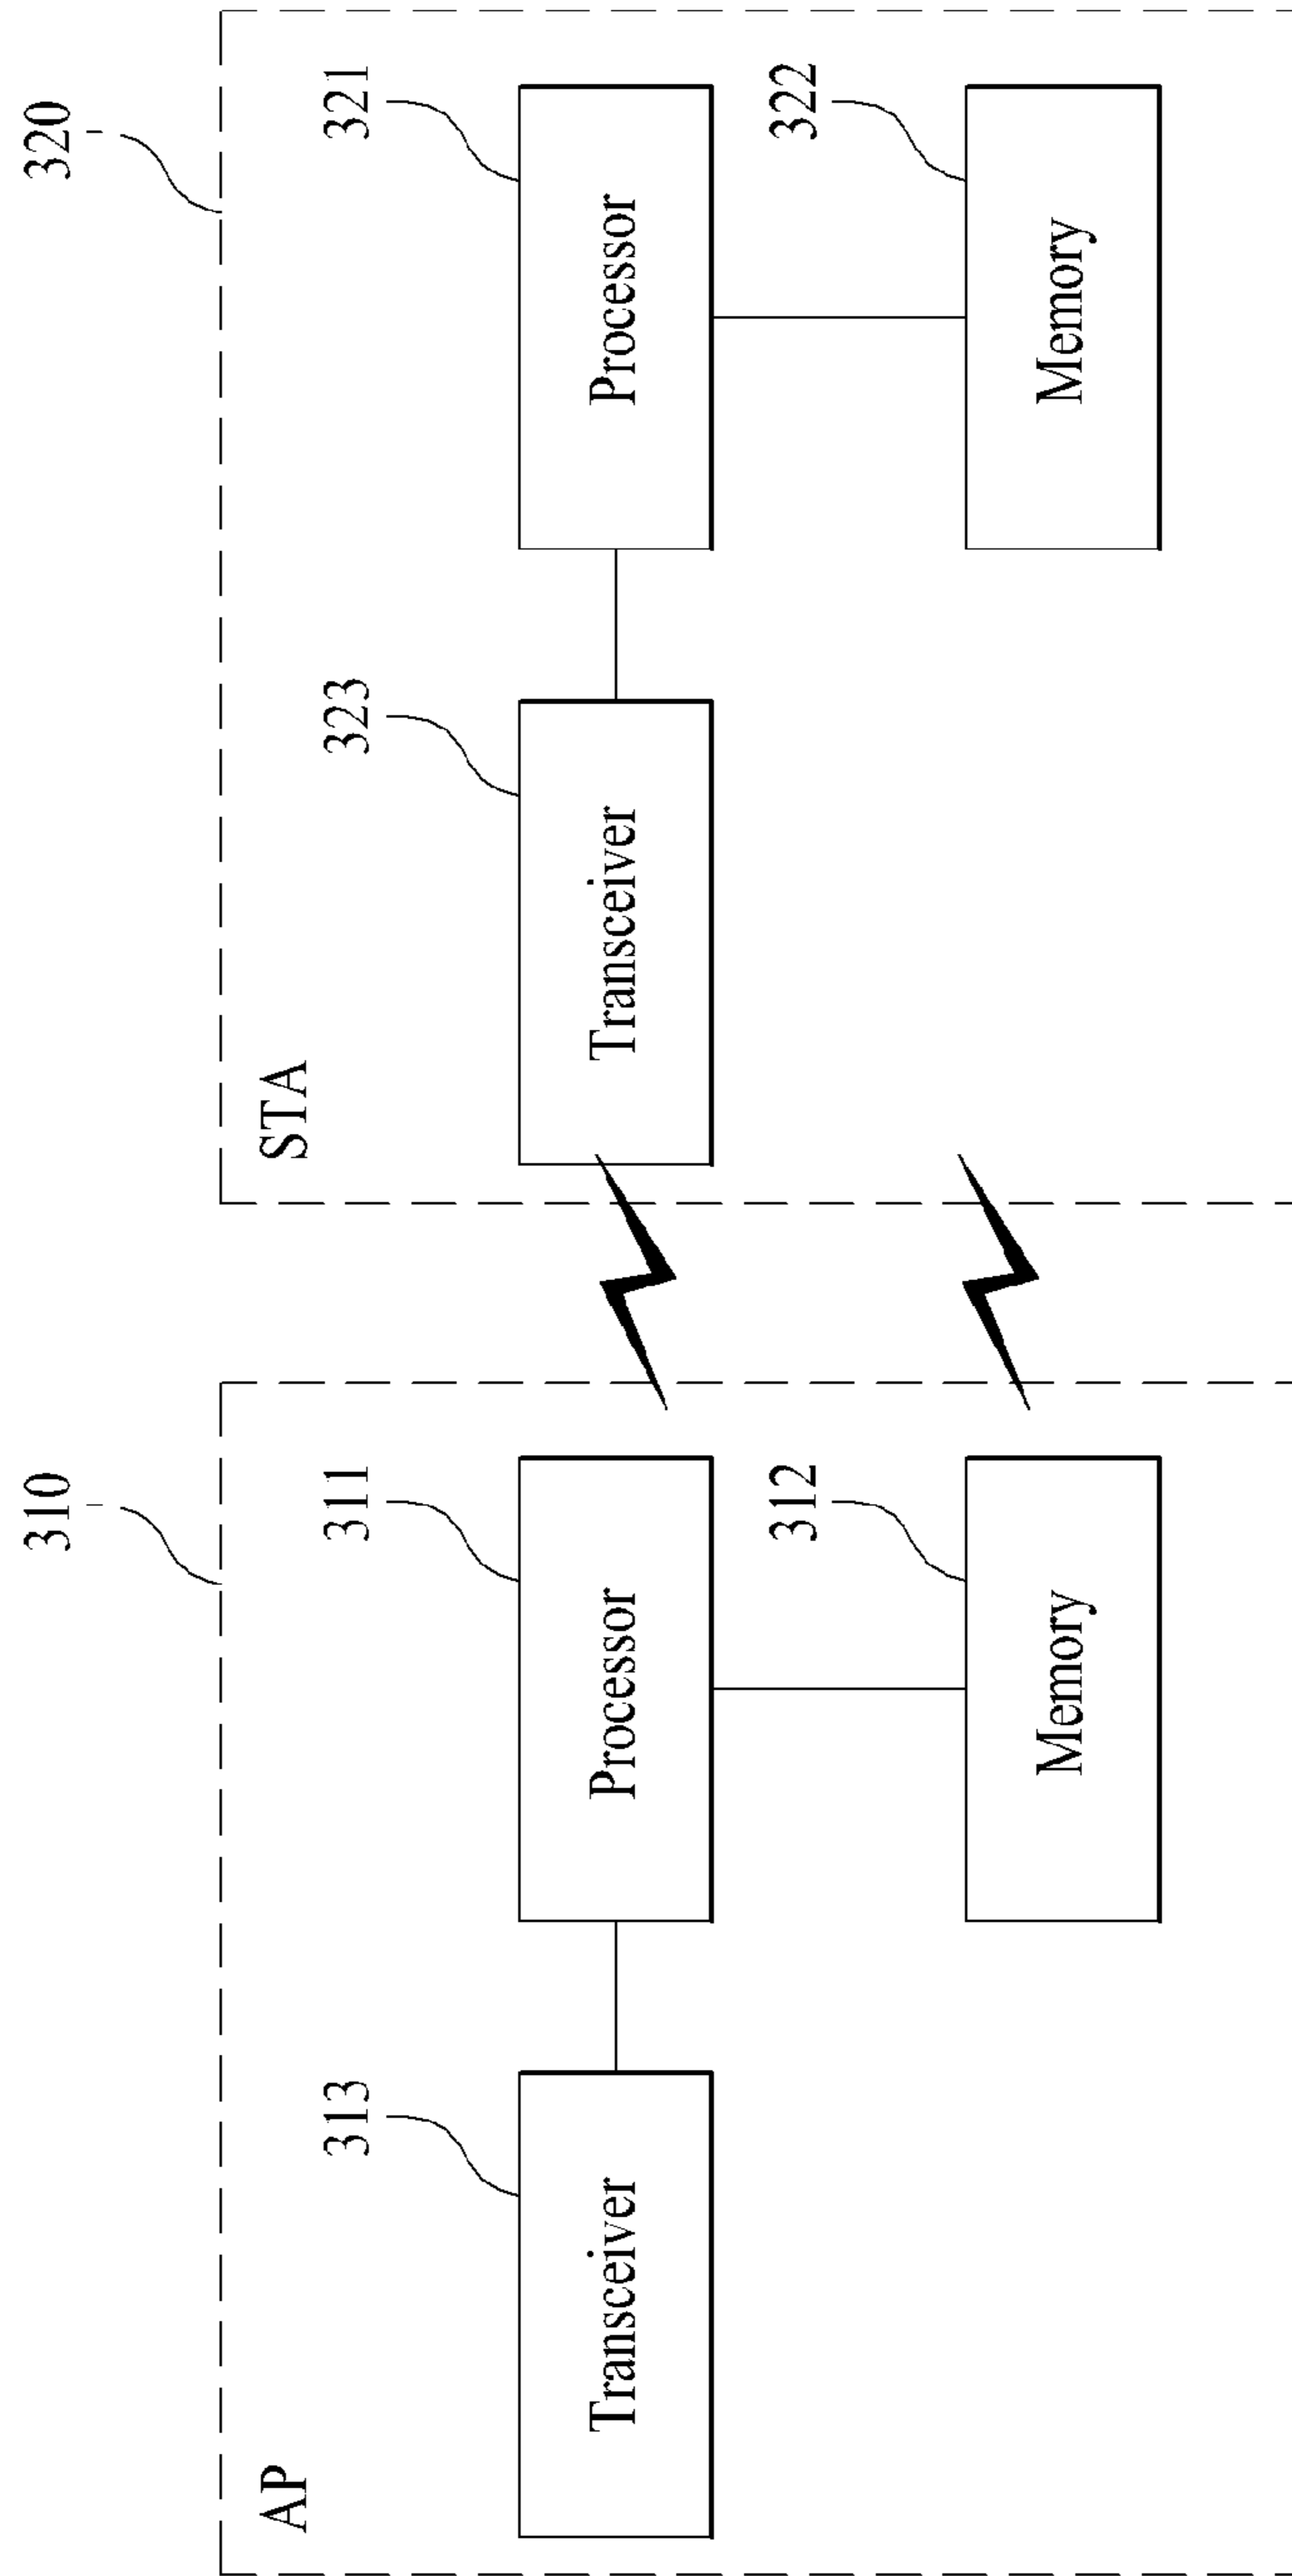 310
320
AP
STA
313
311
323
321
Transceiver
Processor
Transceiver
Processor
312
322
Memory
Memory